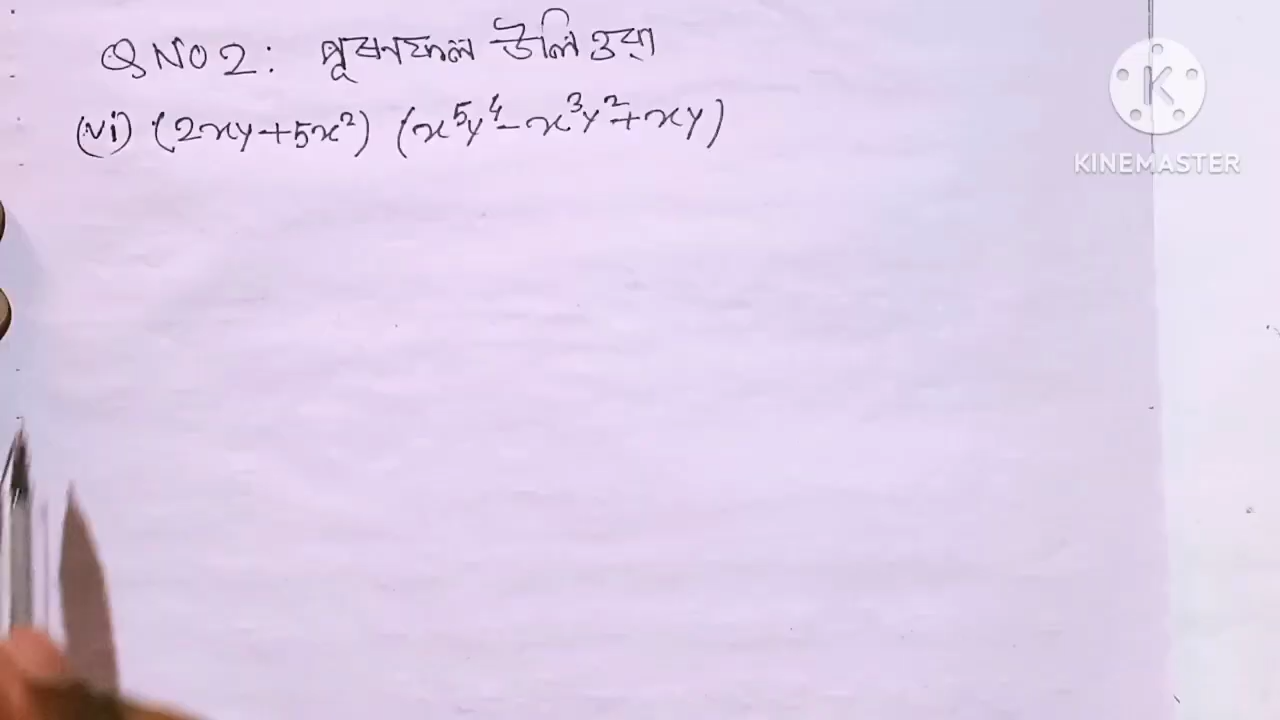 Q NO 2: পূৰণফল উলিওৱা
(vi) (2xy+5x²) (x⁵y⁴-x³y²+xy)
KINEMASTER